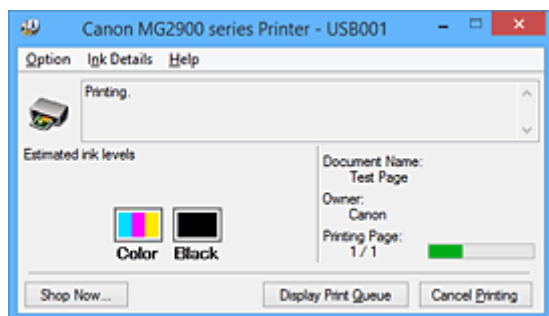 Canon MG2900 series Printer - USB001
Option Ink Details Help
Printing.
Estimated ink levels
Document Name:
Test Page
Owner:
Canon
Printing Page:
1 / 1
Color Black
Shop Now... Display Print Queue Cancel Printing